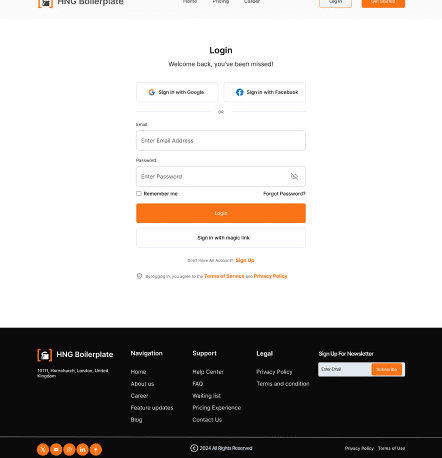 HNG Boilerplate
Home Pricing Career
Log in Get Started
Login
Welcome back, you've been missed!
Sign in with Google
Sign in with Facebook
OR
Email
Enter Email Address
Password
Enter Password
Remember me
Forgot Password?
Login
Sign in with magic link
Don't Have An Account? Sign Up
By logging in, you agree to the Terms of Service and Privacy Policy
HNG Boilerplate
10111, Hornchurch, London, United
Kingdom
Navigation
Home
About us
Career
Feature updates
Blog
Support
Help Center
FAQ
Waiting list
Pricing Experience
Contact Us
Legal
Privacy Policy
Terms and condition
Sign Up For Newsletter
Enter Email
Subscribe
© 2024 All Rights Reserved
Privacy Policy Terms of Use